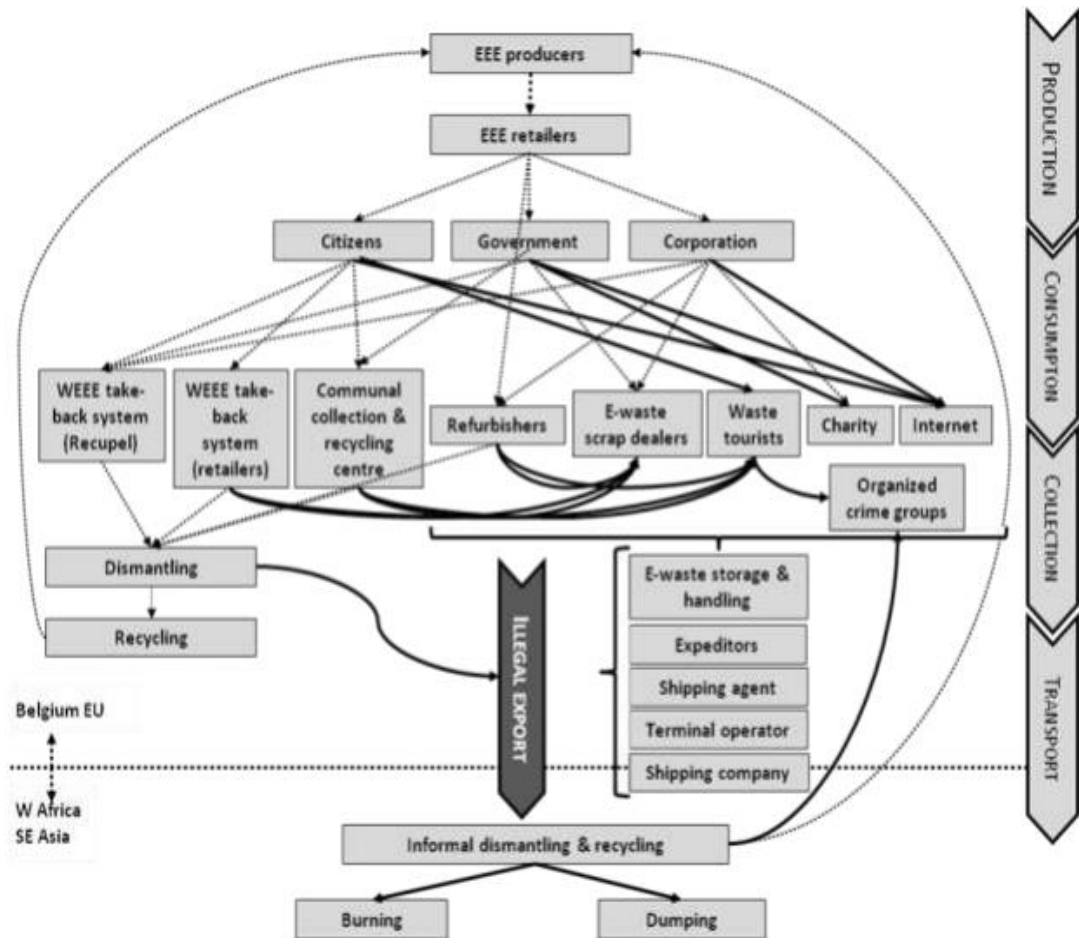 EEE producers
EEE retailers
Citizens
Government
Corporation
WEEE take-
back system
(Recupel)
WEEE take-
back
system
(retailers)
Communal
collection &
recycling
centre
Refurbishers
E-waste
scrap dealers
Waste
tourists
Charity
Internet
Organized
crime groups
Dismantling
Recycling
E-waste storage &
handling
Expeditors
Shipping agent
Terminal operator
Shipping company
ILLEGAL EXPORT
Belgium EU
W Africa
SE Asia
Informal dismantling & recycling
Burning
Dumping
PRODUCTION
CONSUMPTON
COLLECTION
TRANSPORT